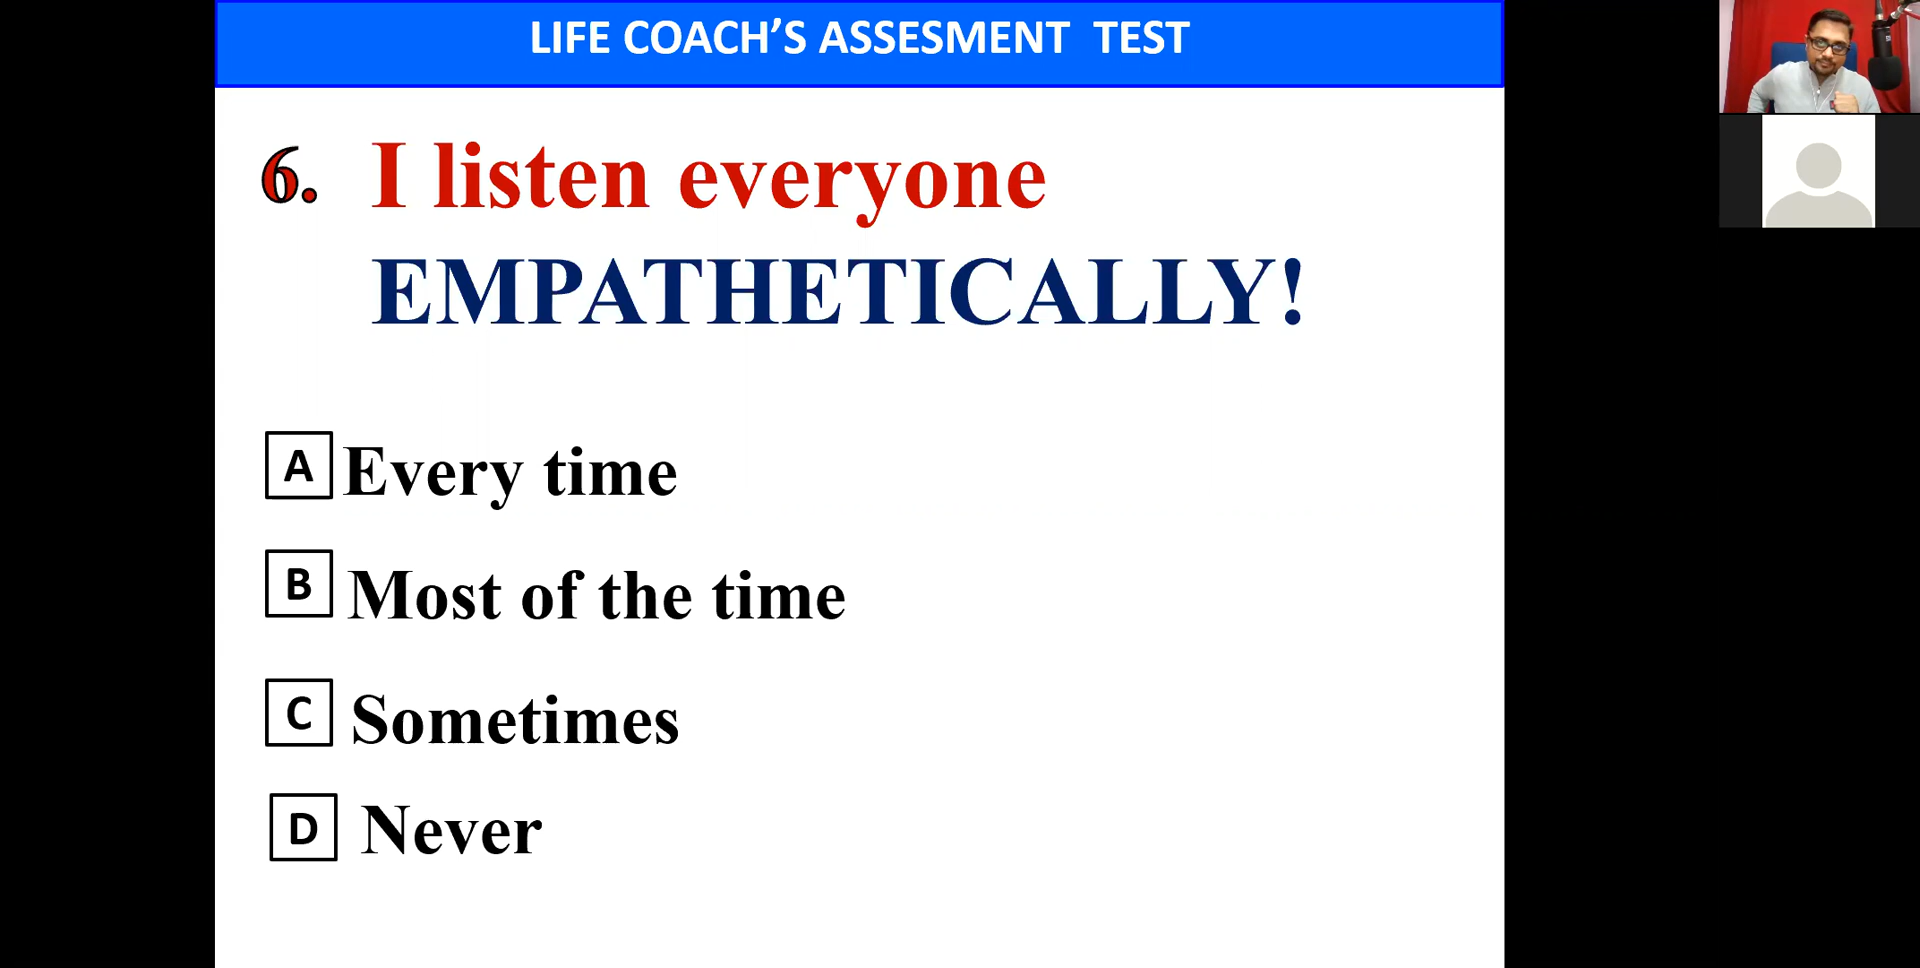 LIFE COACH’S ASSESMENT TEST
6. I listen everyone
EMPATHETICALLY!
A Every time
B Most of the time
C Sometimes
D Never